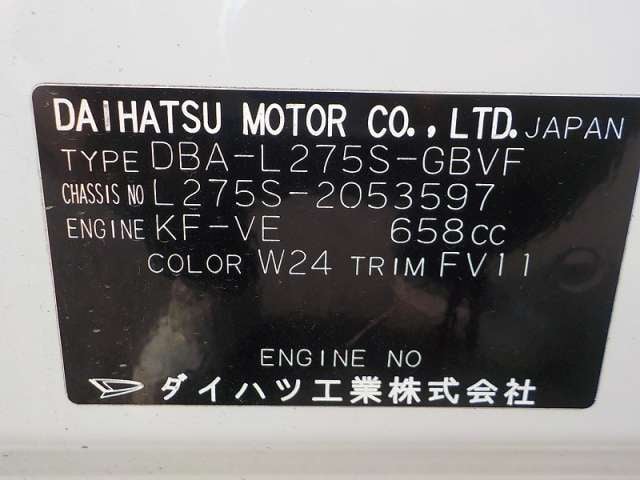 DAIHATSU MOTOR CO., LTD. JAPAN
TYPE DBA-L275S-GBVF
CHASSIS NO L275S-2053597
ENGINE KF-VE 658CC
COLOR W24 TRIM FV11
ENGINE NO
ダイハツ工業株式会社